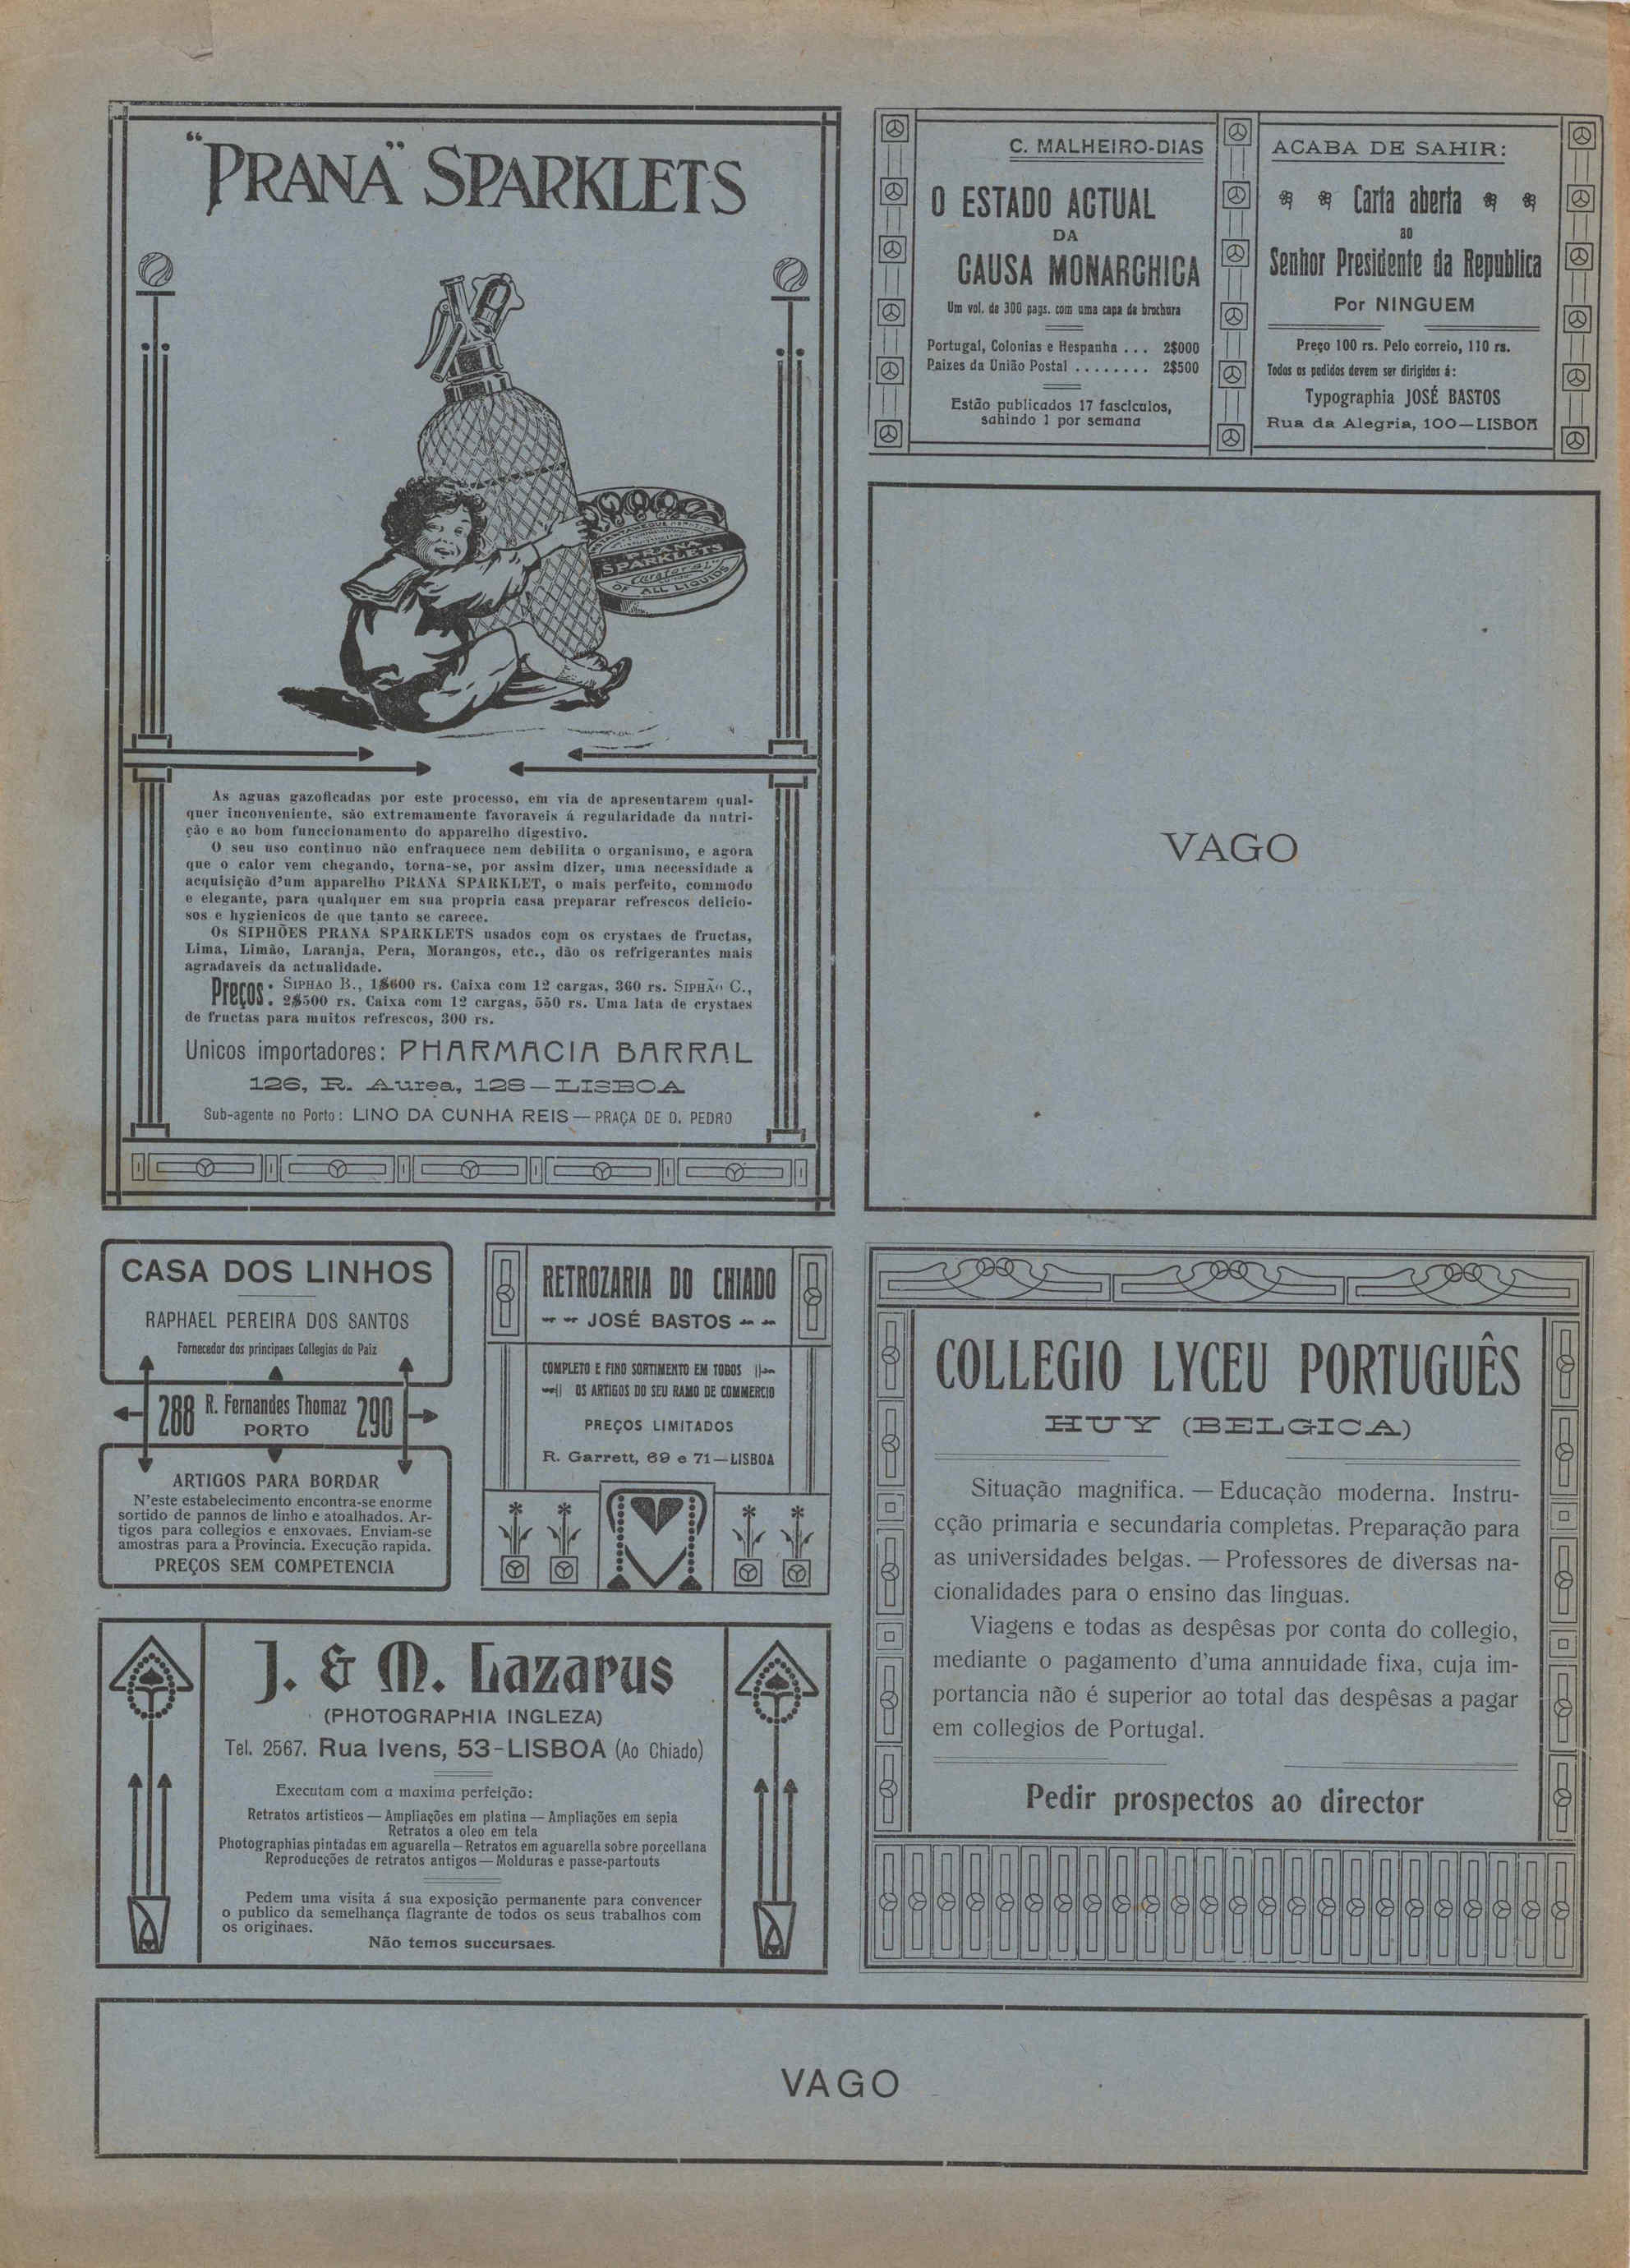 "PRANA" SPARKLETS
PRANA
SPARKLETS
OF ALL LIQUIDS
As aguas gazoficadas por este processo, em via de apresentarem qual-
quer inconveniente, são extremamente favoraveis á regularidade da nutri-
ção e ao bom funccionamento do apparelho digestivo.
O seu uso continuo não enfraquece nem debilita o organismo, e agora
que o calor vem chegando, torna-se, por assim dizer, uma necessidade a
acquisição d'um apparelho PRANA SPARKLET, o mais perfeito, commodo
e elegante, para qualquer em sua propria casa preparar refrescos delicio-
sos e hygienicos de que tanto se carece.
Os SIPHÕES PRANA SPARKLETS usados com os crystaes de fructas,
Lima, Limão, Laranja, Pera, Morangos, etc., dão os refrigerantes mais
agradaveis da actualidade.
Preços: SIPHAO B., 1$600 rs. Caixa com 12 cargas, 360 rs. SIPHÃO C.,
2$500 rs. Caixa com 12 cargas, 550 rs. Uma lata de crystaes
de fructas para muitos refrescos, 300 rs.
Unicos importadores: PHARMACIA BARRAL
126, R. Aurea, 128—LISBOA
Sub-agente no Porto: LINO DA CUNHA REIS—PRAÇA DE D. PEDRO
C. MALHEIRO-DIAS
O ESTADO ACTUAL
DA
CAUSA MONARCHICA
Um vol. de 300 pags. com uma capa de brochura
Portugal, Colonias e Hespanha ... 2$000
Paizes da União Postal ........ 2$500
Estão publicados 17 fasciculos,
sahindo 1 por semana
ACABA DE SAHIR:
Carta aberta
ao
Senhor Presidente da Republica
Por NINGUEM
Preço 100 rs. Pelo correio, 110 rs.
Todos os pedidos devem ser dirigidos á:
Typographia JOSÉ BASTOS
Rua da Alegria, 100—LISBOA
VAGO
CASA DOS LINHOS
RAPHAEL PEREIRA DOS SANTOS
Fornecedor dos principaes Collegios do Paiz
288 R. Fernandes Thomaz 290
PORTO
ARTIGOS PARA BORDAR
N'este estabelecimento encontra-se enorme
sortido de pannos de linho e atoalhados. Ar-
tigos para collegios e enxovaes. Enviam-se
amostras para a Provincia. Execução rapida.
PREÇOS SEM COMPETENCIA
RETROZARIA DO CHIADO
JOSÉ BASTOS
COMPLETO E FINO SORTIMENTO EM TODOS
OS ARTIGOS DO SEU RAMO DE COMMERCIO
PREÇOS LIMITADOS
R. Garrett, 69 e 71—LISBOA
COLLEGIO LYCEU PORTUGUÊS
HUY (BELGICA)
Situação magnifica. — Educação moderna. Instru-
cção primaria e secundaria completas. Preparação para
as universidades belgas. — Professores de diversas na-
cionalidades para o ensino das linguas.
Viagens e todas as despêsas por conta do collegio,
mediante o pagamento d'uma annuidade fixa, cuja im-
portancia não é superior ao total das despêsas a pagar
em collegios de Portugal.
Pedir prospectos ao director
J. & M. Lazarus
(PHOTOGRAPHIA INGLEZA)
Tel. 2567. Rua Ivens, 53-LISBOA (Ao Chiado)
Executam com a maxima perfeição:
Retratos artisticos — Ampliações em platina — Ampliações em sepia
Retratos a oleo em tela
Photographias pintadas em aguarella — Retratos em aguarella sobre porcellana
Reproducções de retratos antigos — Molduras e passe-partouts
Pedem uma visita á sua exposição permanente para convencer
o publico da semelhança flagrante de todos os seus trabalhos com
os originaes.
Não temos succursaes.
VAGO